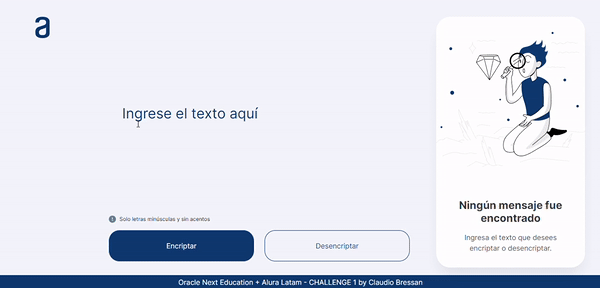 a
Ingrese el texto aquí
Solo letras minúsculas y sin acentos
Encriptar
Desencriptar
Ningún mensaje fue
encontrado
Ingresa el texto que desees
encriptar o desencriptar.
Oracle Next Education + Alura Latam - CHALLENGE 1 by Claudio Bressan